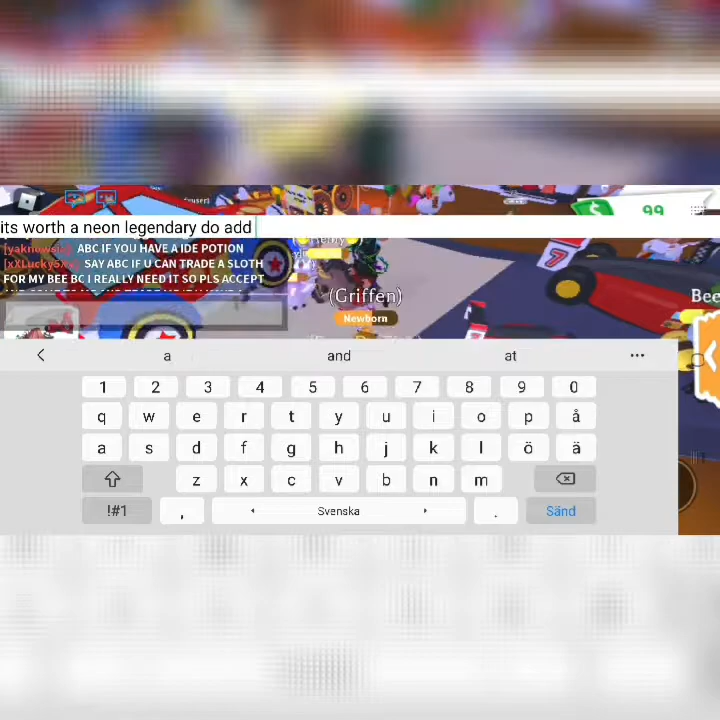 99
its worth a neon legendary do add
[yaknowsia]: ABC IF YOU HAVE A IDE POTION
SAY ABC IF U CAN TRADE A SLOTH
FOR MY BEE BC I REALLY NEED IT SO PLS ACCEPT
7
(Griffen)
Newborn
Bee
a and at
1 2 3 4 5 6 7 8 9 0
q w e r t y u i o p å
a s d f g h j k l ö ä
z x c v b n m
!#1 , Svenska . Sänd